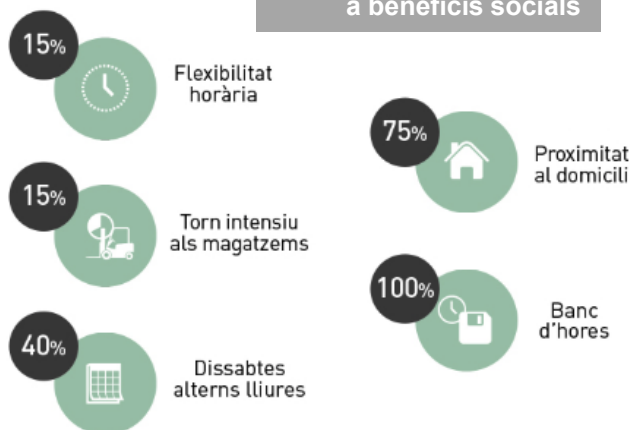 a beneficis socials
15%
Flexibilitat
horària
15%
Torn intensiu
als magatzems
40%
Dissabtes
alterns lliures
75%
Proximitat
al domicili
100%
Banc
d'hores